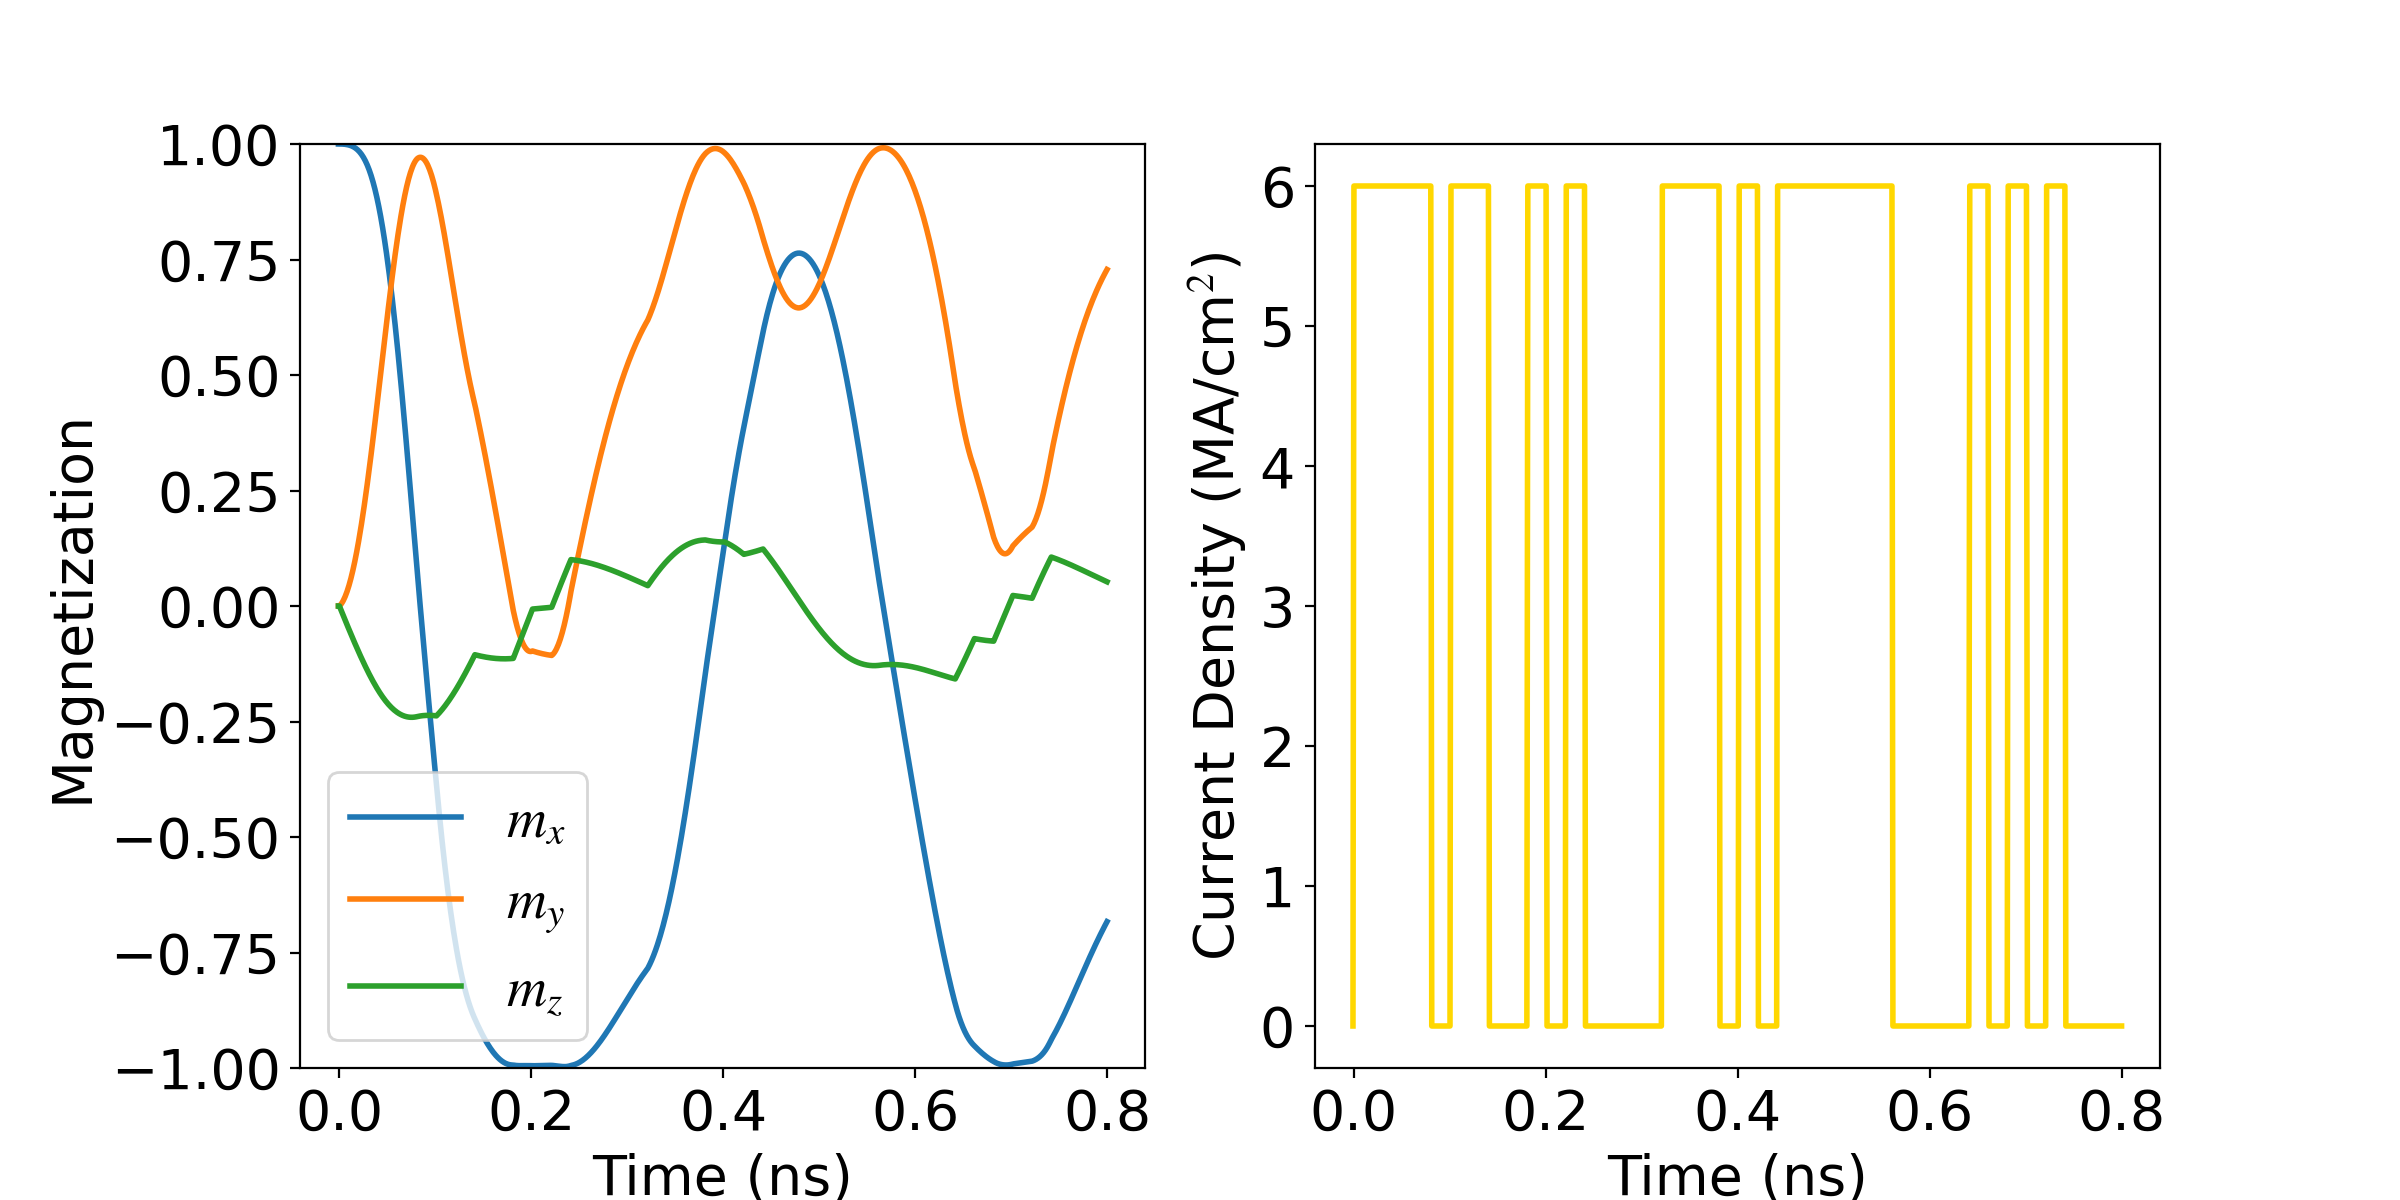 Magnetization
1.00
0.75
0.50
0.25
0.00
−0.25
−0.50
−0.75
−1.00
m_x
m_y
m_z
0.0 0.2 0.4 0.6 0.8
Time (ns)
Current Density (MA/cm²)
6
5
4
3
2
1
0
0.0 0.2 0.4 0.6 0.8
Time (ns)